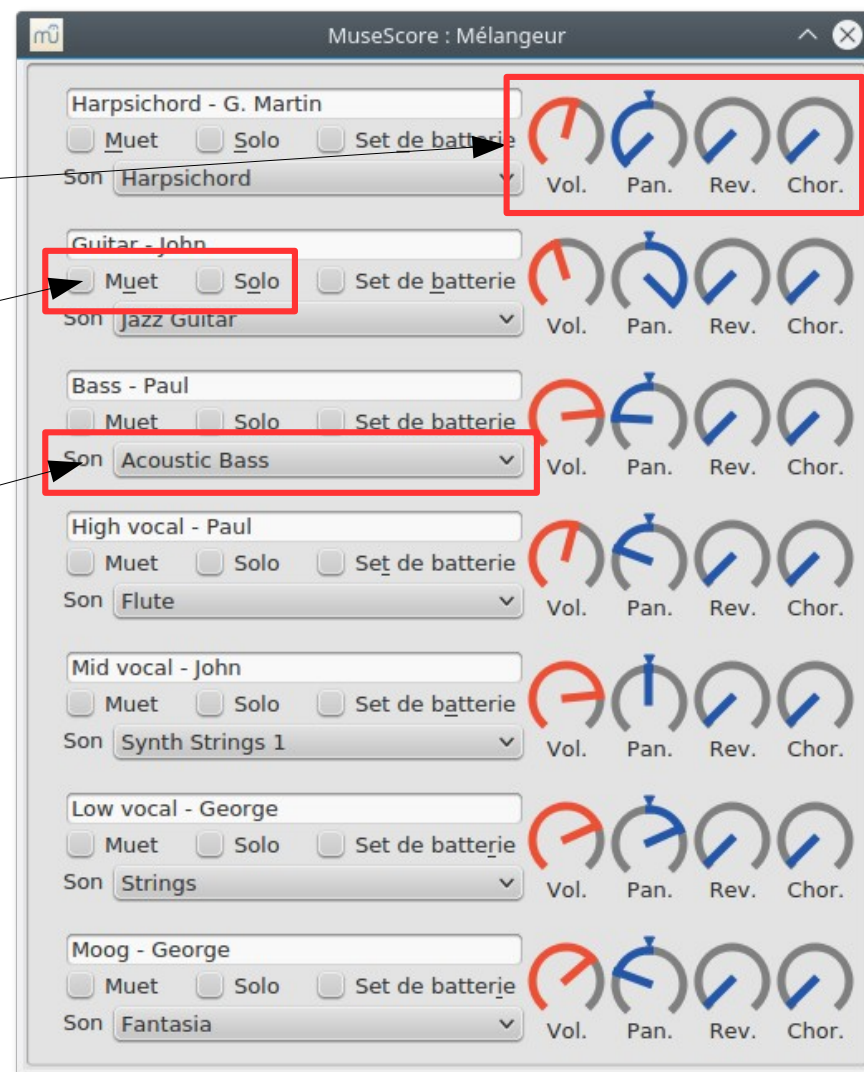 mû MuseScore : Mélangeur
Harpsichord - G. Martin
Muet Solo Set de batterie
Son Harpsichord
Vol. Pan. Rev. Chor.
Guitar - John
Muet Solo Set de batterie
Son Jazz Guitar
Vol. Pan. Rev. Chor.
Bass - Paul
Muet Solo Set de batterie
Son Acoustic Bass
Vol. Pan. Rev. Chor.
High vocal - Paul
Muet Solo Set de batterie
Son Flute
Vol. Pan. Rev. Chor.
Mid vocal - John
Muet Solo Set de batterie
Son Synth Strings 1
Vol. Pan. Rev. Chor.
Low vocal - George
Muet Solo Set de batterie
Son Strings
Vol. Pan. Rev. Chor.
Moog - George
Muet Solo Set de batterie
Son Fantasia
Vol. Pan. Rev. Chor.